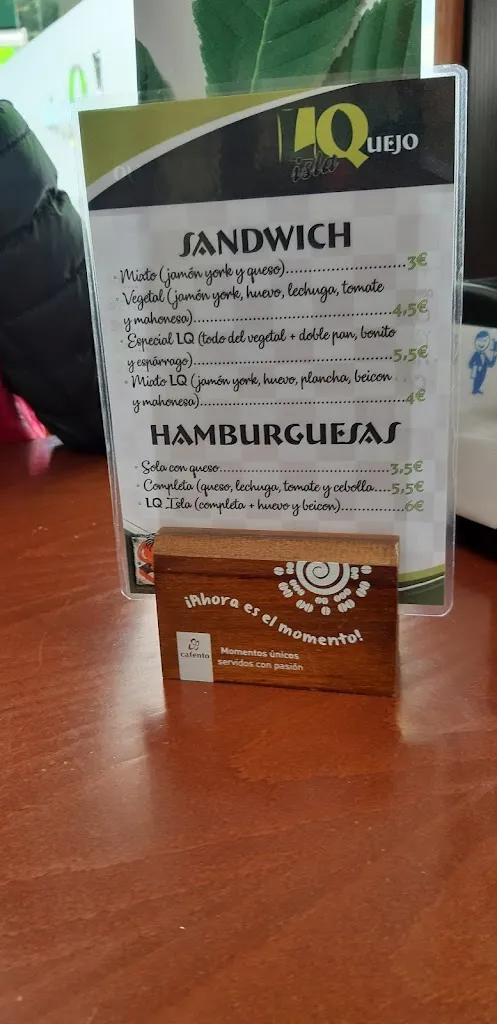 LQUEJO
isla
SANDWICH
· Mixto (jamón york y queso)..............................3€
· Vegetal (jamón york, huevo, lechuga, tomate
y mahonesa)..................................................4,5€
· Especial LQ (todo del vegetal + doble pan, bonito
y espárrago)..................................................5,5€
· Mixto LQ (jamón york, huevo, plancha, beicon
y mahonesa)..................................................4€
HAMBURGUESAS
· Sola con queso..........................................3,5€
· Completa (queso, lechuga, tomate y cebolla....5,5€
· LQ Isla (completa + huevo y beicon)...............6€
¡Ahora es el momento!
cafento
Momentos únicos
servidos con pasión